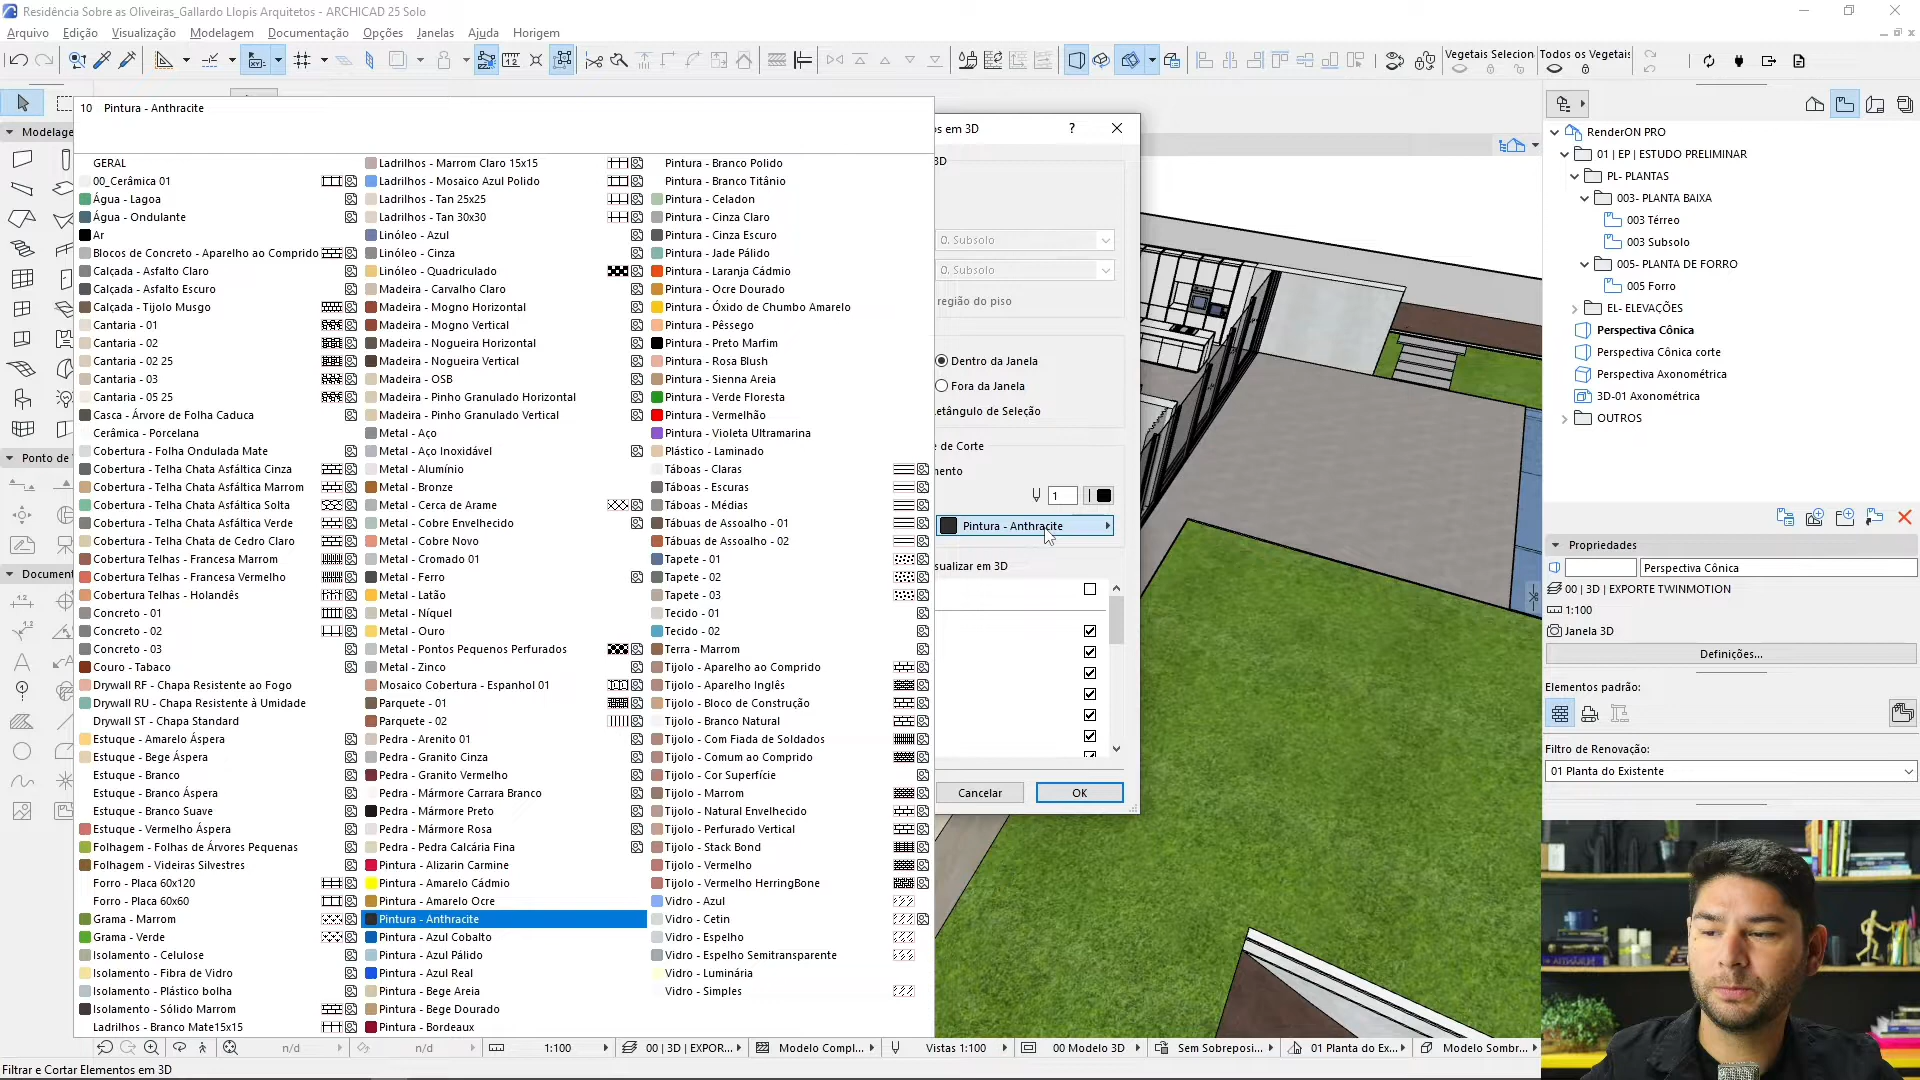 Residência Sobre as Oliveiras_Gallardo Llopis Arquitetos - ARCHICAD 25 Solo
Arquivo Edição Visualização Modelagem Documentação Opções Janelas Ajuda Horigem
Vegetais Selecion
Todos os Vegetais
Modelage
Ponto de
Document
10 Pintura - Anthracite
GERAL
00_Cerâmica 01
Água - Lagoa
Água - Ondulante
Ar
Blocos de Concreto - Aparelho ao Comprido
Calçada - Asfalto Claro
Calçada - Asfalto Escuro
Calçada - Tijolo Musgo
Cantaria - 01
Cantaria - 02
Cantaria - 02 25
Cantaria - 03
Cantaria - 05 25
Casca - Árvore de Folha Caduca
Cerâmica - Porcelana
Cobertura - Folha Ondulada Mate
Cobertura - Telha Chata Asfáltica Cinza
Cobertura - Telha Chata Asfáltica Marrom
Cobertura - Telha Chata Asfáltica Solta
Cobertura - Telha Chata Asfáltica Verde
Cobertura - Telha Chata de Cedro Claro
Cobertura Telhas - Francesa Marrom
Cobertura Telhas - Francesa Vermelho
Cobertura Telhas - Holandês
Concreto - 01
Concreto - 02
Concreto - 03
Couro - Tabaco
Drywall RF - Chapa Resistente ao Fogo
Drywall RU - Chapa Resistente à Umidade
Drywall ST - Chapa Standard
Estuque - Amarelo Áspera
Estuque - Bege Áspera
Estuque - Branco
Estuque - Branco Áspera
Estuque - Branco Suave
Estuque - Vermelho Áspera
Folhagem - Folhas de Árvores Pequenas
Folhagem - Videiras Silvestres
Forro - Placa 60x120
Forro - Placa 60x60
Grama - Marrom
Grama - Verde
Isolamento - Celulose
Isolamento - Fibra de Vidro
Isolamento - Plástico bolha
Isolamento - Sólido Marrom
Ladrilhos - Branco Mate15x15
Ladrilhos - Marrom Claro 15x15
Ladrilhos - Mosaico Azul Polido
Ladrilhos - Tan 25x25
Ladrilhos - Tan 30x30
Linóleo - Azul
Linóleo - Cinza
Linóleo - Quadriculado
Madeira - Carvalho Claro
Madeira - Mogno Horizontal
Madeira - Mogno Vertical
Madeira - Nogueira Horizontal
Madeira - Nogueira Vertical
Madeira - OSB
Madeira - Pinho Granulado Horizontal
Madeira - Pinho Granulado Vertical
Metal - Aço
Metal - Aço Inoxidável
Metal - Alumínio
Metal - Bronze
Metal - Cerca de Arame
Metal - Cobre Envelhecido
Metal - Cobre Novo
Metal - Cromado 01
Metal - Ferro
Metal - Latão
Metal - Níquel
Metal - Ouro
Metal - Pontos Pequenos Perfurados
Metal - Zinco
Mosaico Cobertura - Espanhol 01
Parquete - 01
Parquete - 02
Pedra - Arenito 01
Pedra - Granito Cinza
Pedra - Granito Vermelho
Pedra - Mármore Carrara Branco
Pedra - Mármore Preto
Pedra - Mármore Rosa
Pedra - Pedra Calcária Fina
Pintura - Alizarin Carmine
Pintura - Amarelo Cádmio
Pintura - Amarelo Ocre
Pintura - Anthracite
Pintura - Azul Cobalto
Pintura - Azul Pálido
Pintura - Azul Real
Pintura - Bege Areia
Pintura - Bege Dourado
Pintura - Bordeaux
Pintura - Branco Polido
Pintura - Branco Titânio
Pintura - Celadon
Pintura - Cinza Claro
Pintura - Cinza Escuro
Pintura - Jade Pálido
Pintura - Laranja Cádmio
Pintura - Ocre Dourado
Pintura - Óxido de Chumbo Amarelo
Pintura - Pêssego
Pintura - Preto Marfim
Pintura - Rosa Blush
Pintura - Sienna Areia
Pintura - Verde Floresta
Pintura - Vermelhão
Pintura - Violeta Ultramarina
Plástico - Laminado
Táboas - Claras
Táboas - Escuras
Táboas - Médias
Tábuas de Assoalho - 01
Tábuas de Assoalho - 02
Tapete - 01
Tapete - 02
Tapete - 03
Tecido - 01
Tecido - 02
Terra - Marrom
Tijolo - Aparelho ao Comprido
Tijolo - Aparelho Inglês
Tijolo - Bloco de Construção
Tijolo - Branco Natural
Tijolo - Com Fiada de Soldados
Tijolo - Comum ao Comprido
Tijolo - Cor Superfície
Tijolo - Marrom
Tijolo - Natural Envelhecido
Tijolo - Perfurado Vertical
Tijolo - Stack Bond
Tijolo - Vermelho
Tijolo - Vermelho HerringBone
Vidro - Azul
Vidro - Cetin
Vidro - Espelho
Vidro - Espelho Semitransparente
Vidro - Luminária
Vidro - Simples
os em 3D ?
3D
0. Subsolo
0. Subsolo
região do piso
Dentro da Janela
Fora da Janela
etângulo de Seleção
e de Corte
mento
1
Pintura - Anthracite
sualizar em 3D
Cancelar OK
RenderON PRO
01 | EP | ESTUDO PRELIMINAR
PL- PLANTAS
003- PLANTA BAIXA
003 Térreo
003 Subsolo
005- PLANTA DE FORRO
005 Forro
EL- ELEVAÇÕES
Perspectiva Cônica
Perspectiva Cônica corte
Perspectiva Axonométrica
3D-01 Axonométrica
OUTROS
Propriedades
Perspectiva Cônica
00 | 3D | EXPORTE TWINMOTION
1:100
Janela 3D
Definições...
Elementos padrão:
Filtro de Renovação:
01 Planta do Existente
n/d n/d 1:100 00 | 3D | EXPOR... Modelo Compl... Vistas 1:100 00 Modelo 3D Sem Sobreposi... 01 Planta do Ex... Modelo Sombr...
Filtrar e Cortar Elementos em 3D